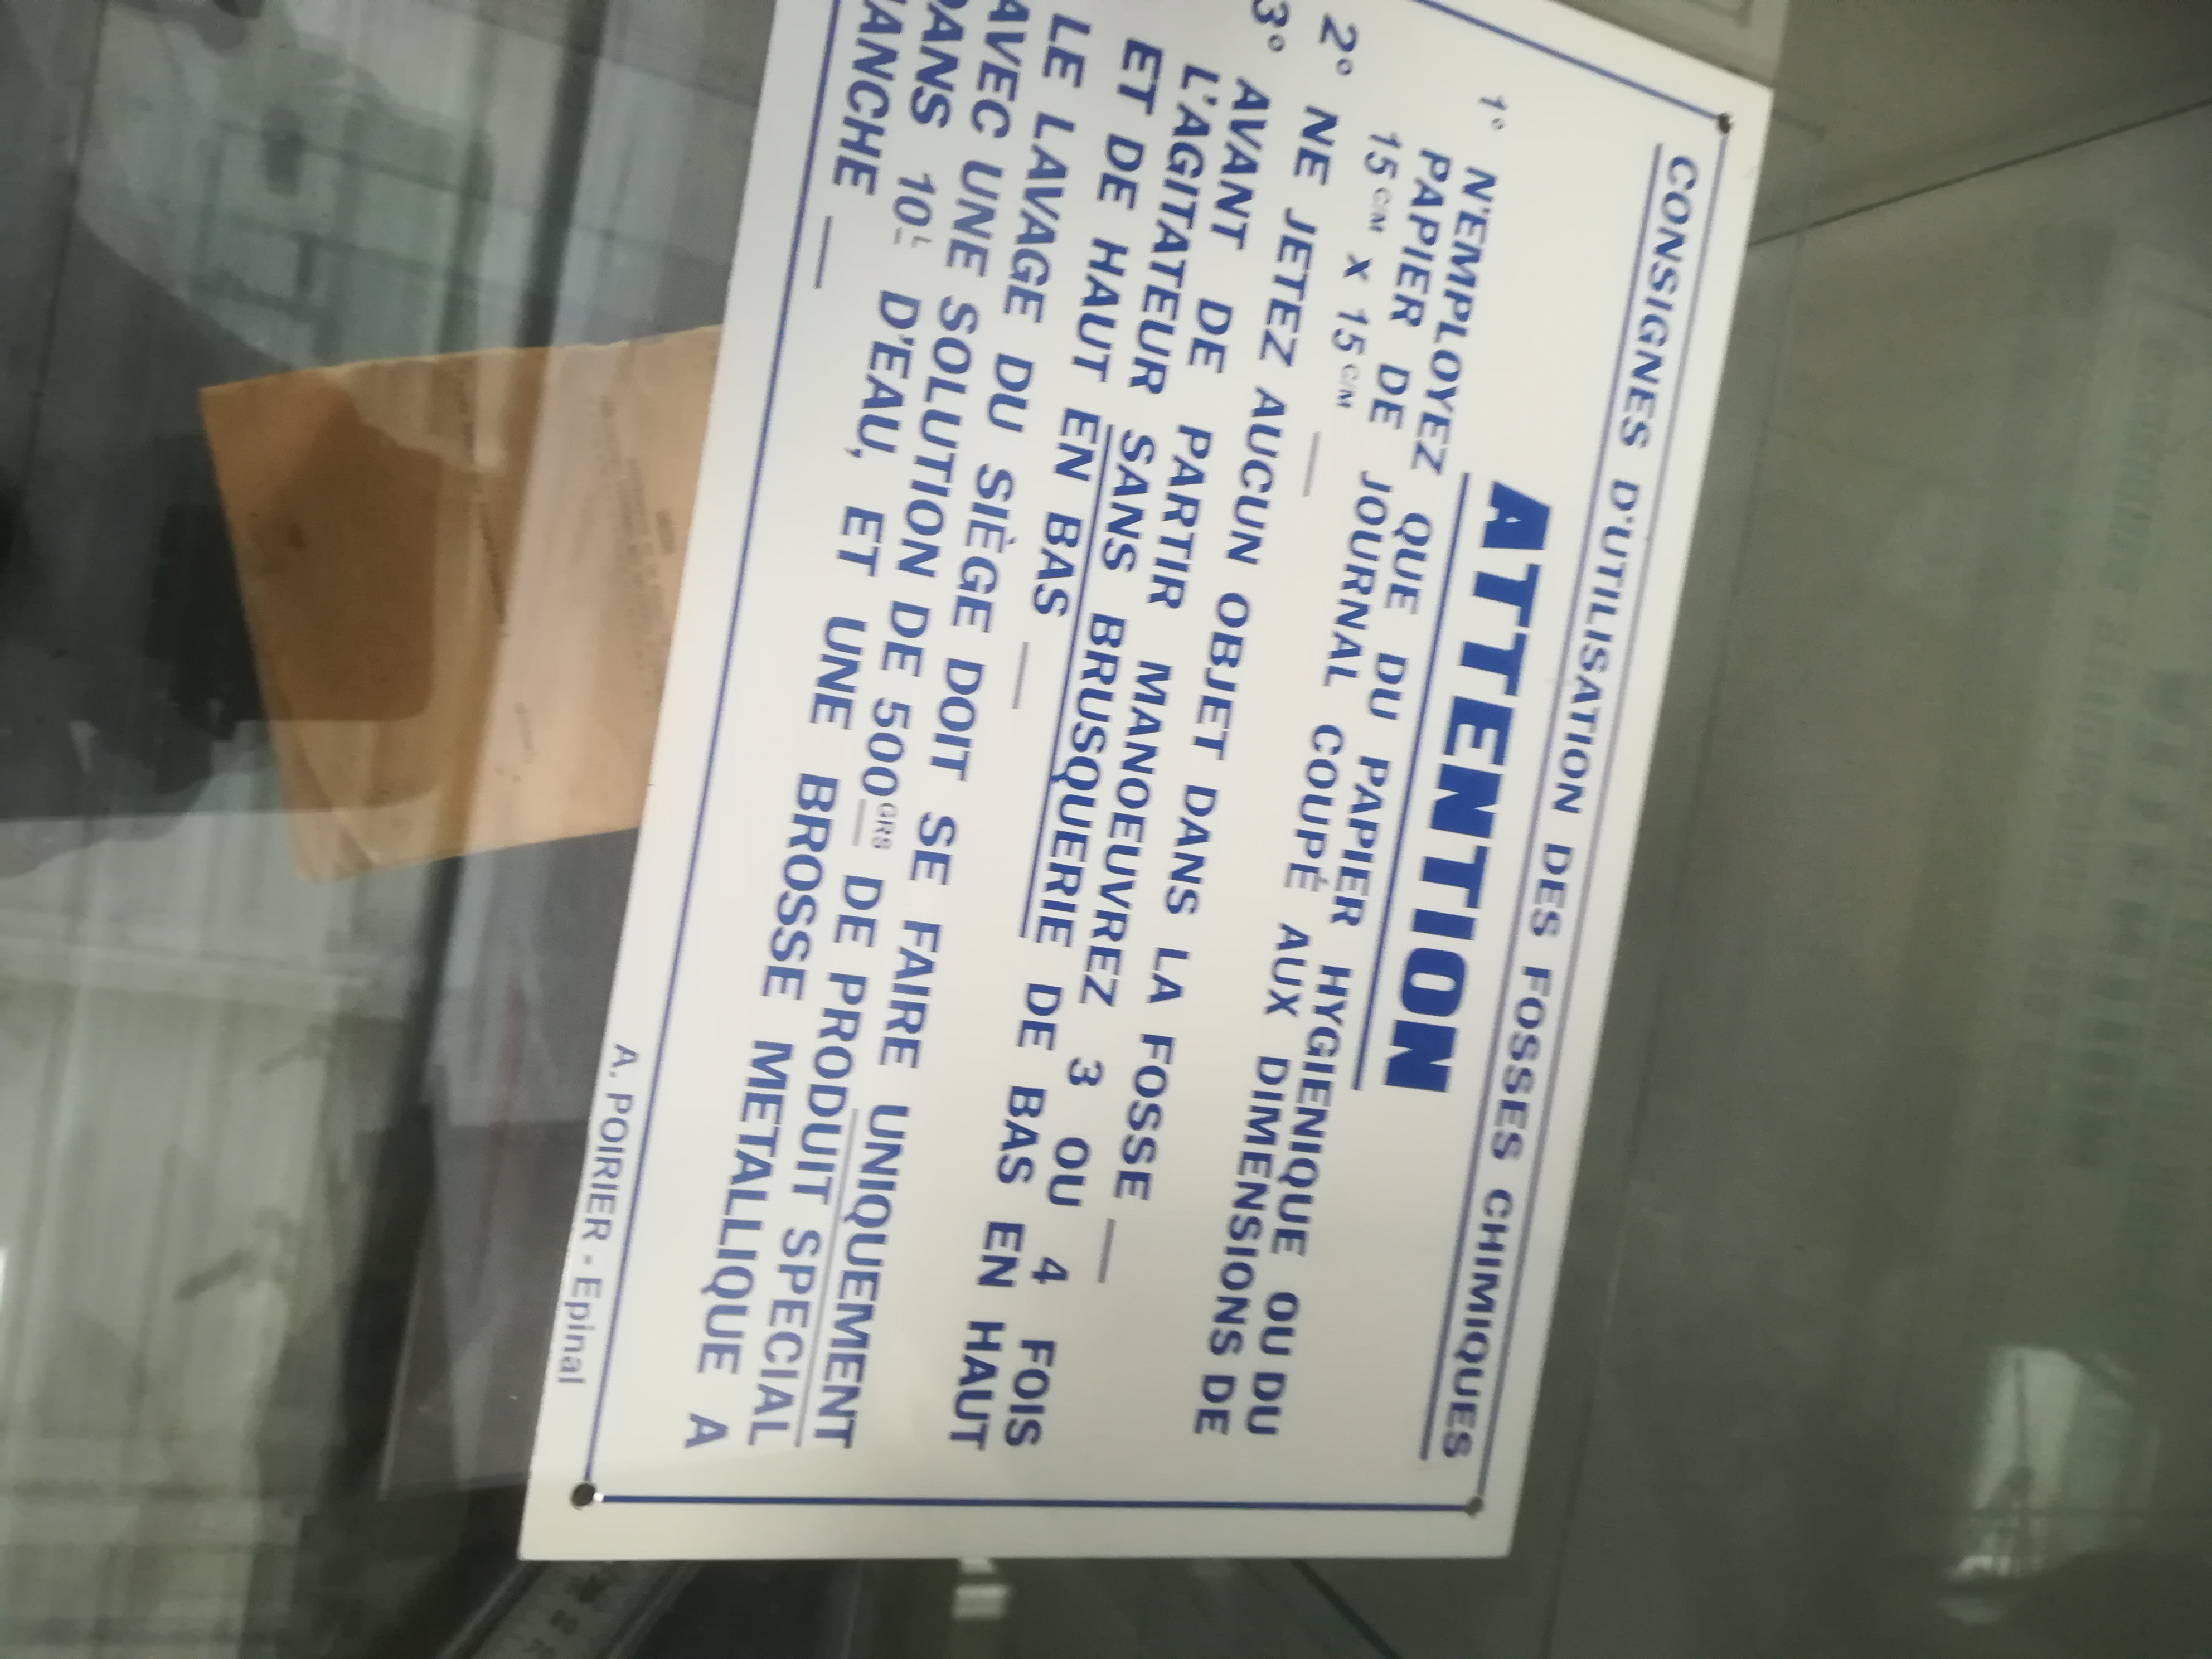 CONSIGNES D'UTILISATION DES FOSSES CHIMIQUES
ATTENTION
1° N'EMPLOYEZ QUE DU PAPIER HYGIENIQUE OU DU
PAPIER DE JOURNAL COUPÉ AUX DIMENSIONS DE
15 C/M X 15 C/M —
2° NE JETEZ AUCUN OBJET DANS LA FOSSE —
3° AVANT DE PARTIR MANOEUVREZ 3 OU 4 FOIS
L'AGITATEUR SANS BRUSQUERIE DE BAS EN HAUT
ET DE HAUT EN BAS —
LE LAVAGE DU SIÈGE DOIT SE FAIRE UNIQUEMENT
AVEC UNE SOLUTION DE 500 GRS DE PRODUIT SPECIAL
DANS 10 L D'EAU, ET UNE BROSSE METALLIQUE A
MANCHE —
A. POIRIER - Epinal